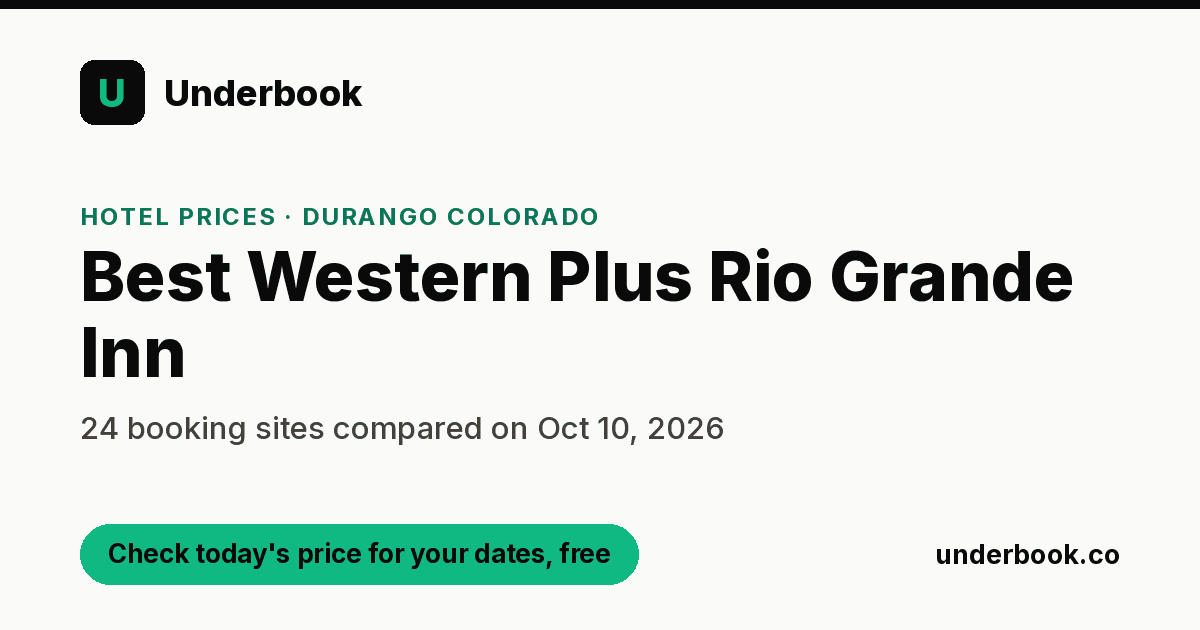 U Underbook
HOTEL PRICES · DURANGO COLORADO
Best Western Plus Rio Grande
Inn
24 booking sites compared on Oct 10, 2026
Check today's price for your dates, free
underbook.co